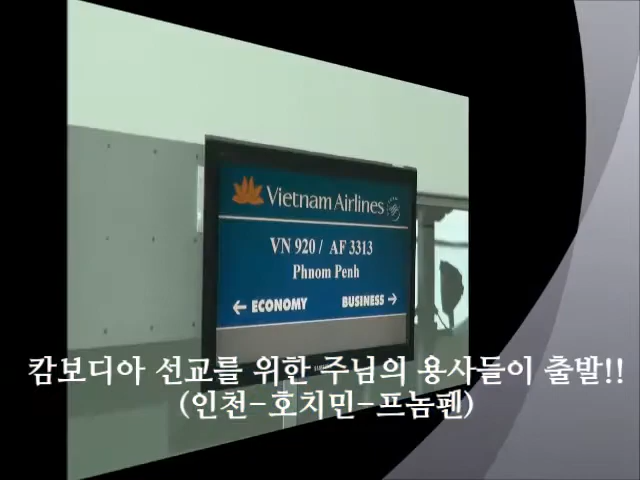 Vietnam Airlines
VN 920 / AF 3313
Phnom Penh
← ECONOMY BUSINESS →
캄보디아 선교를 위한 주님의 용사들이 출발!!
(인천-호치민-프놈펜)